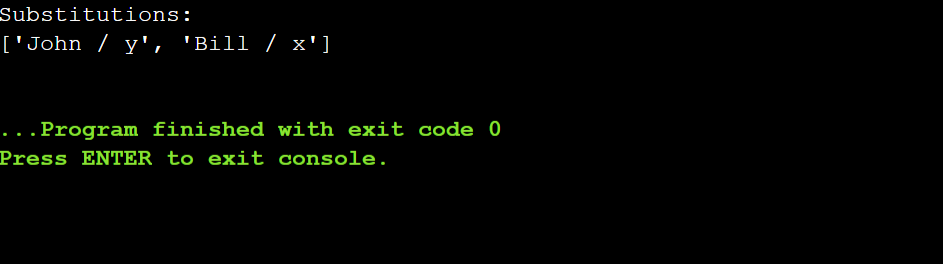 Substitutions:
['John / y', 'Bill / x']
...Program finished with exit code 0
Press ENTER to exit console.